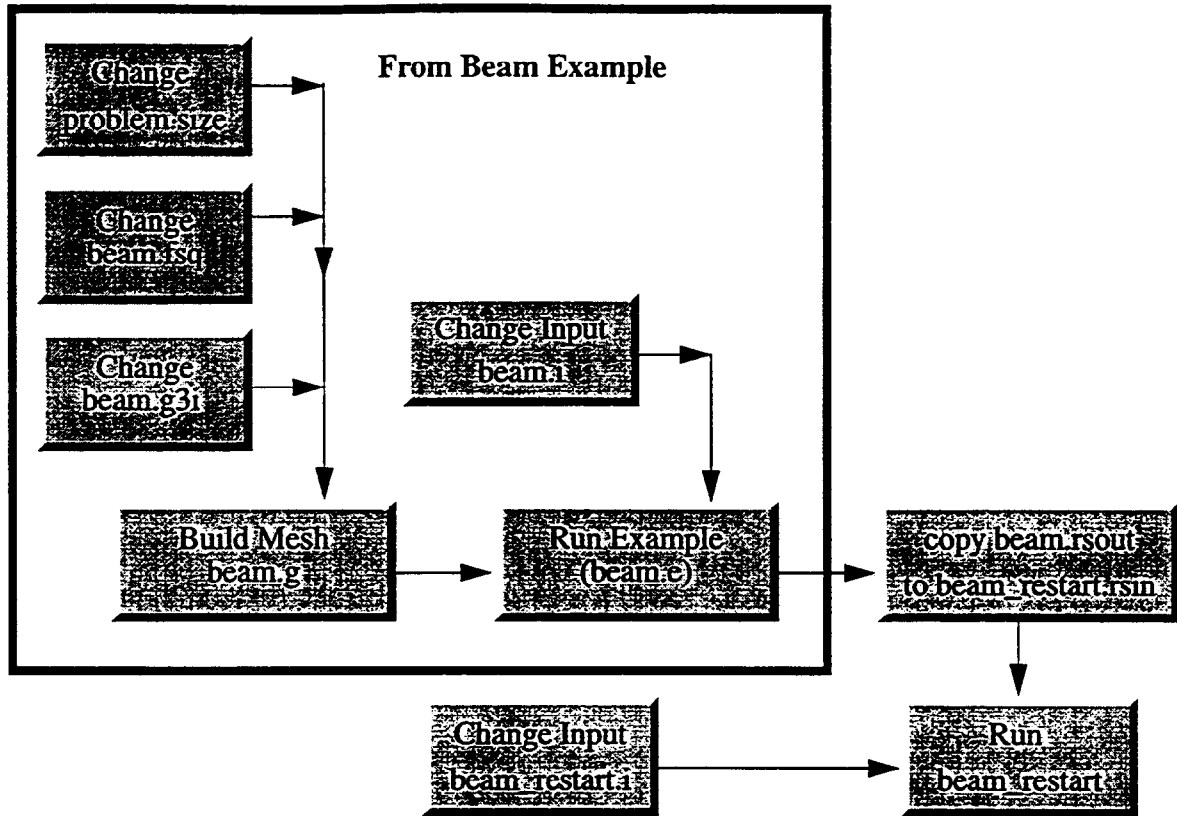 From Beam Example
Change
problem.size
Change
beam.fsq
Change
beam.g3i
Change Input
beam.i
Build Mesh
beam.g
Run Example
(beam.e)
copy beam.rsout
to beam_restart.rsin
Change Input
beam_restart.i
Run
beam_restart